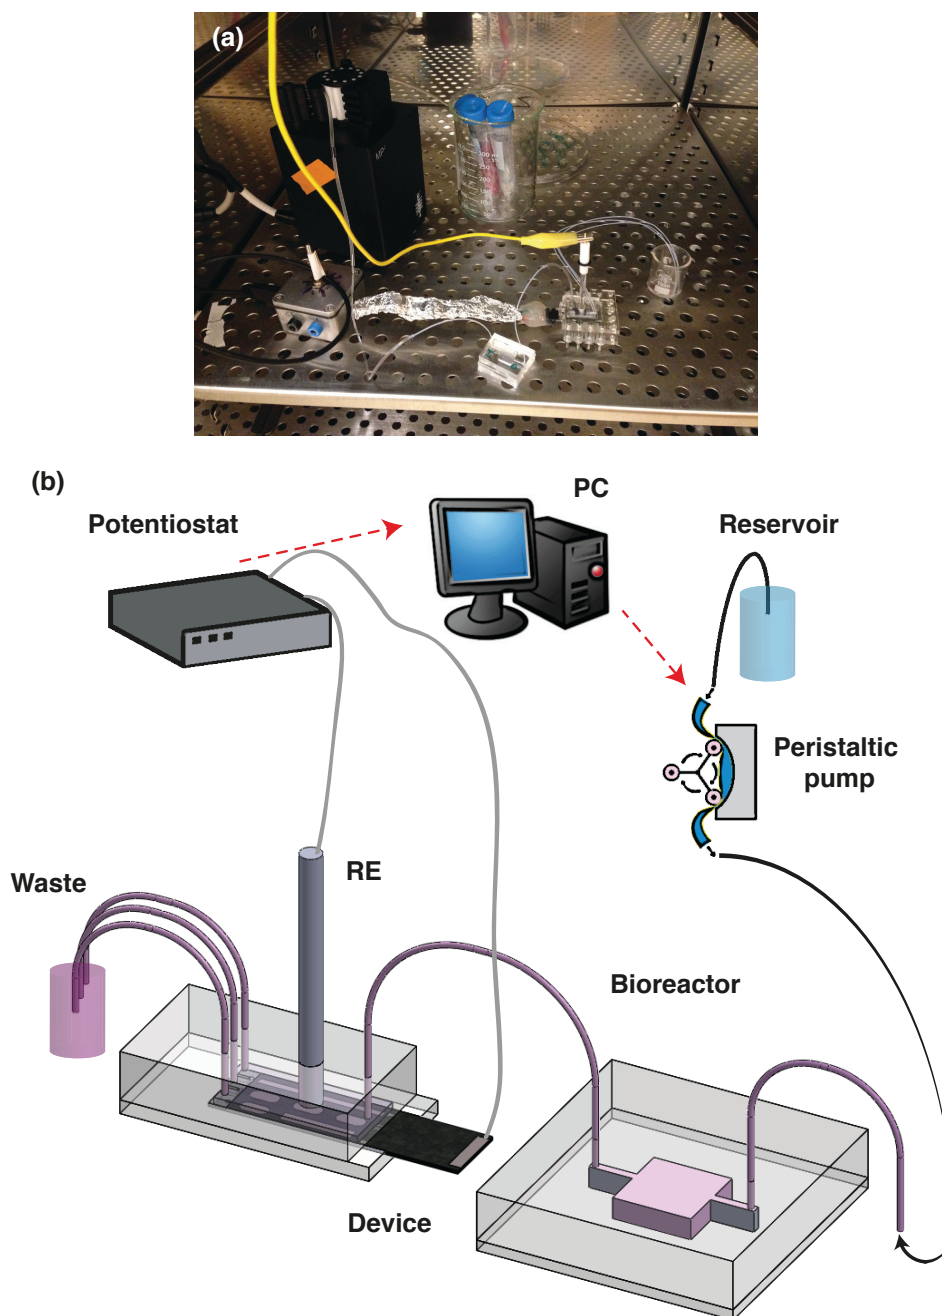 (a)
(b)
PC
Potentiostat
Reservoir
Peristaltic
pump
RE
Waste
Bioreactor
Device